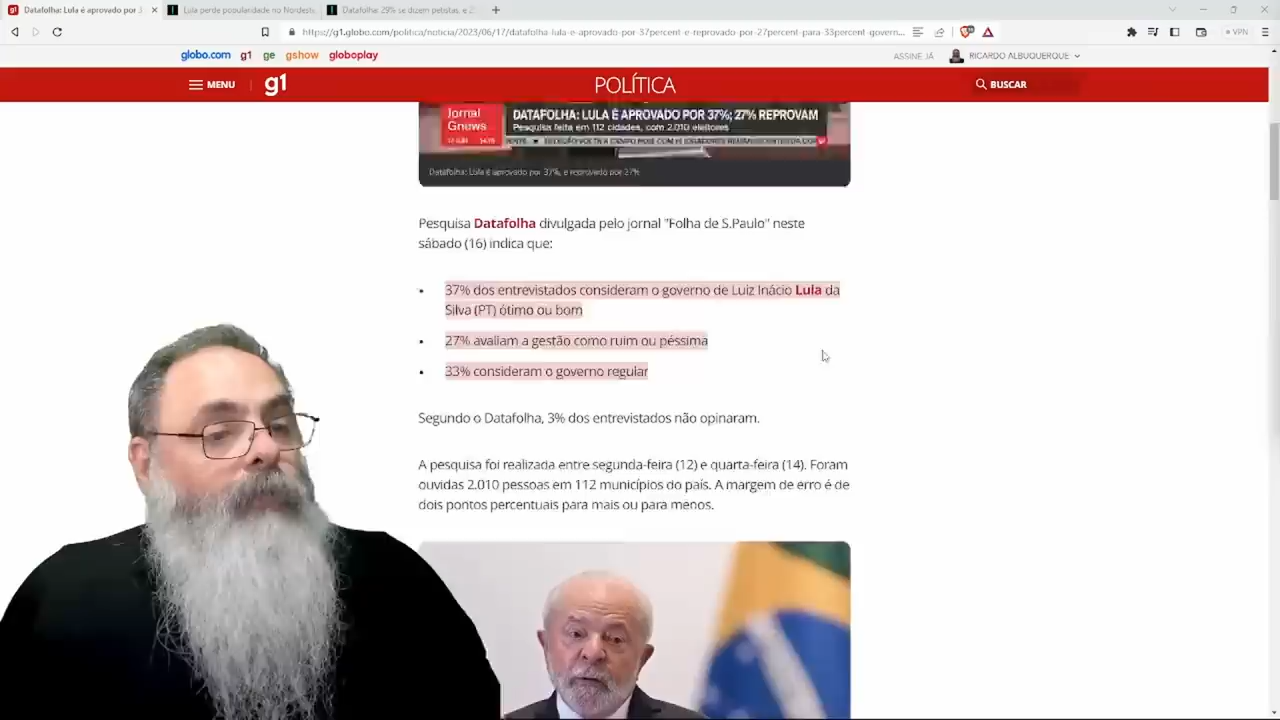 Datafolha: Lula é aprovado por 3
Lula perde popularidade no Nordeste,
Datafolha: 29% se dizem petistas, e 2
https://g1.globo.com/politica/noticia/2023/06/17/datafolha-lula-e-aprovado-por-37percent-e-reprovado-por-27percent-para-33percent-govern...
VPN
globo.com g1 ge gshow globoplay
ASSINE JÁ
RICARDO ALBUQUERQUE
MENU
g1
POLÍTICA
BUSCAR
Jornal
Gnews
DATAFOLHA: LULA É APROVADO POR 37%; 27% REPROVAM
Pesquisa feita em 112 cidades, com 2.010 eleitores
Datafolha: Lula é aprovado por 37%, e reprovado por 27%
Pesquisa Datafolha divulgada pelo jornal "Folha de S.Paulo" neste
sábado (16) indica que:
• 37% dos entrevistados consideram o governo de Luiz Inácio Lula da
Silva (PT) ótimo ou bom
• 27% avaliam a gestão como ruim ou péssima
• 33% consideram o governo regular
Segundo o Datafolha, 3% dos entrevistados não opinaram.
A pesquisa foi realizada entre segunda-feira (12) e quarta-feira (14). Foram
ouvidas 2.010 pessoas em 112 municípios do país. A margem de erro é de
dois pontos percentuais para mais ou para menos.